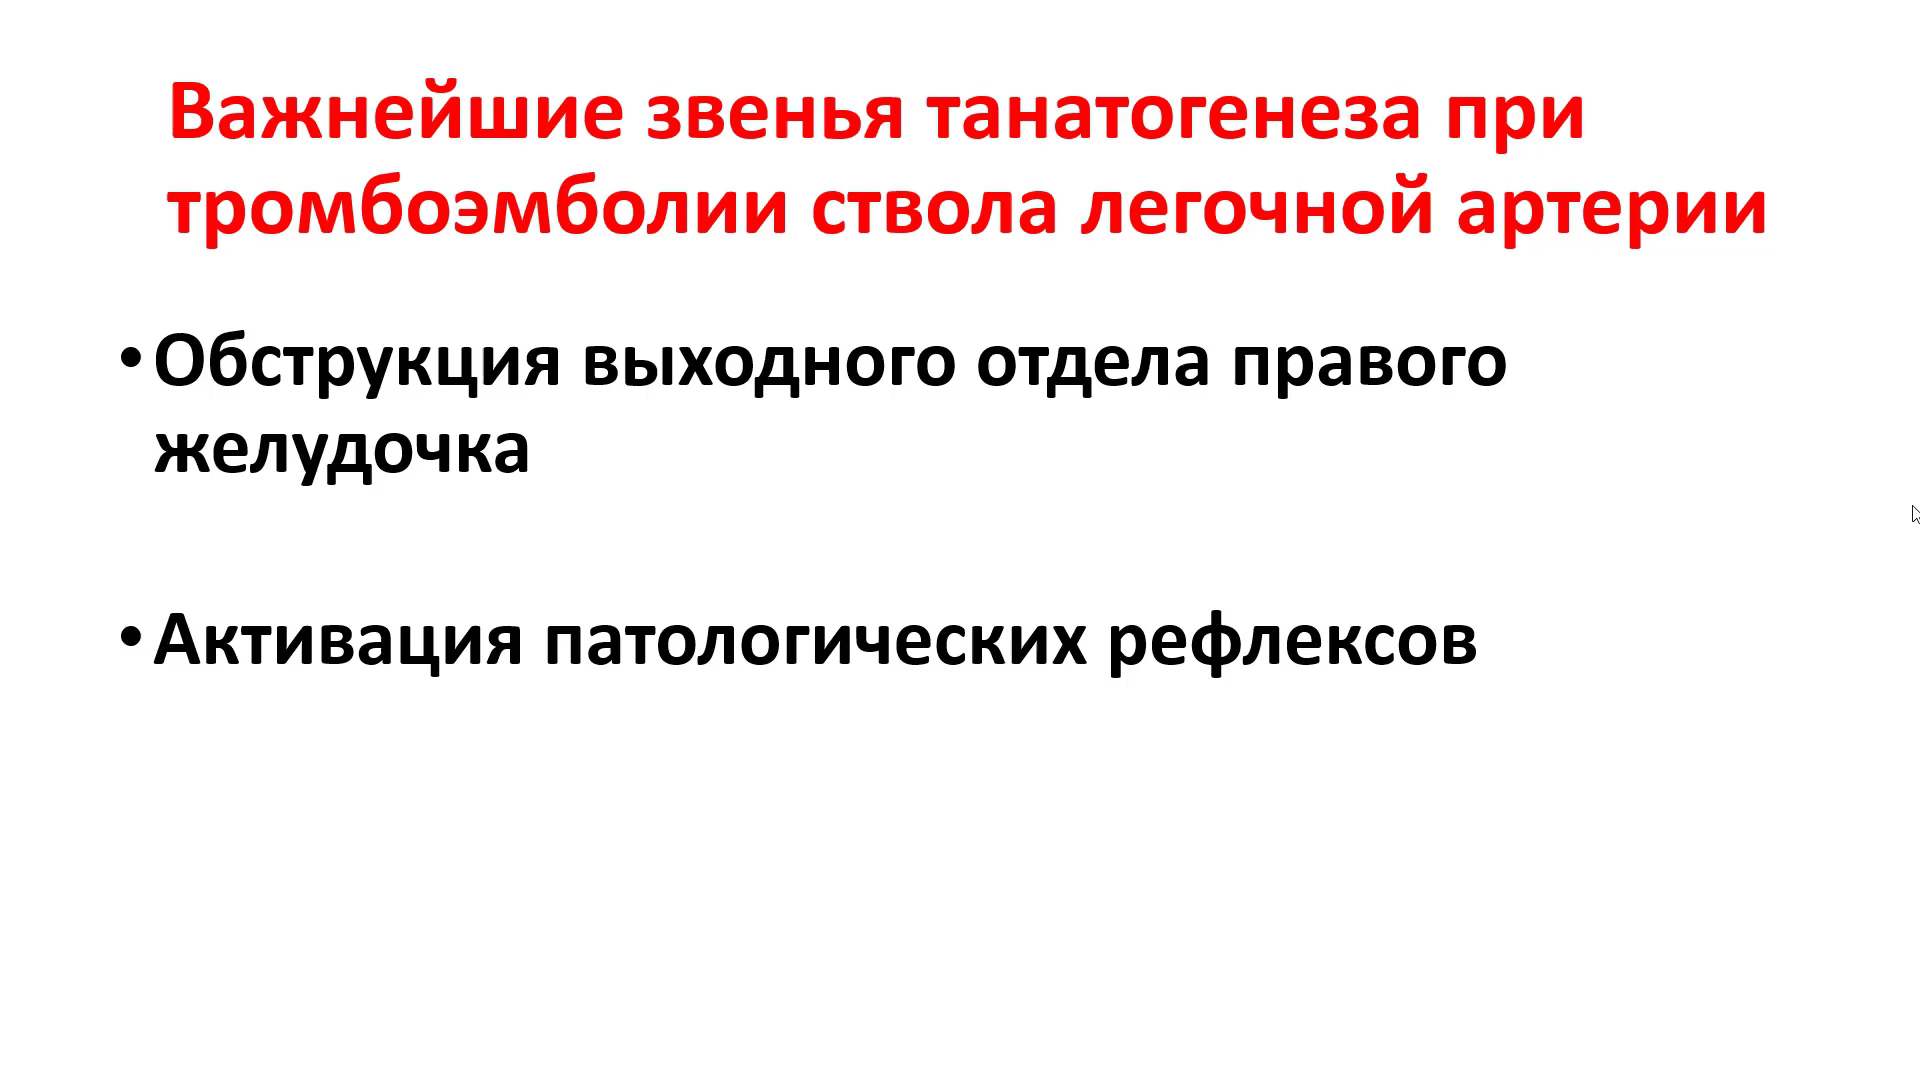 Важнейшие звенья танатогенеза при
тромбоэмболии ствола легочной артерии
• Обструкция выходного отдела правого
желудочка
• Активация патологических рефлексов